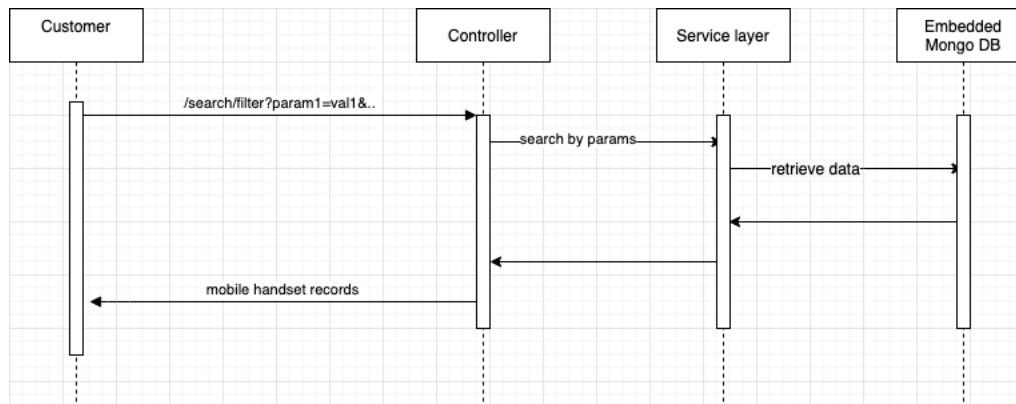 Customer
Controller
Service layer
Embedded
Mongo DB
/search/filter?param1=val1&..
search by params
retrieve data
mobile handset records